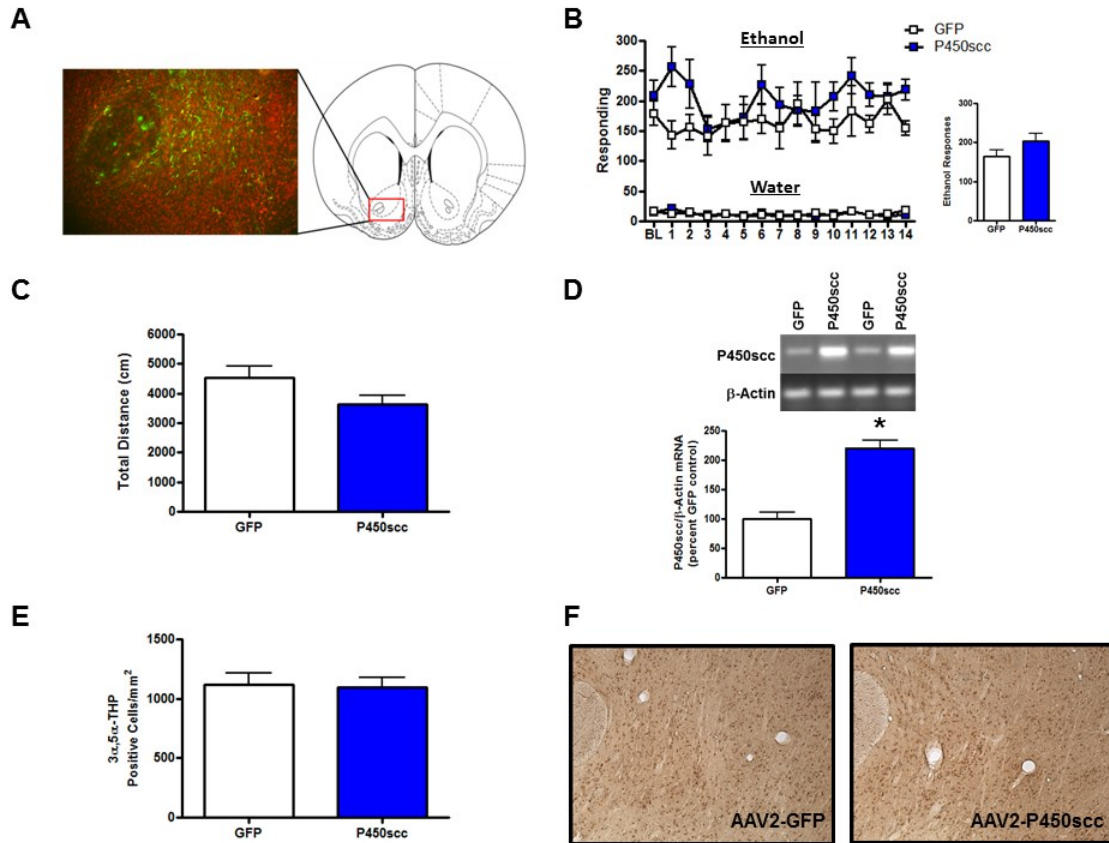 A
B
Ethanol
GFP
P450scc
300
250
200
150
100
50
0
Responding
Water
BL 1 2 3 4 5 6 7 8 9 10 11 12 13 14
300
200
100
0
Ethanol Responses
GFP P450scc
C
6000
5000
4000
3000
2000
1000
0
Total Distance (cm)
GFP P450scc
D
GFP P450scc GFP P450scc
P450scc
β-Actin
*
250
200
150
100
50
0
P450scc/β-Actin mRNA
(percent GFP control)
GFP P450scc
E
1500
1000
500
0
3α,5α-THP
Positive Cells/mm²
GFP P450scc
F
AAV2-GFP
AAV2-P450scc